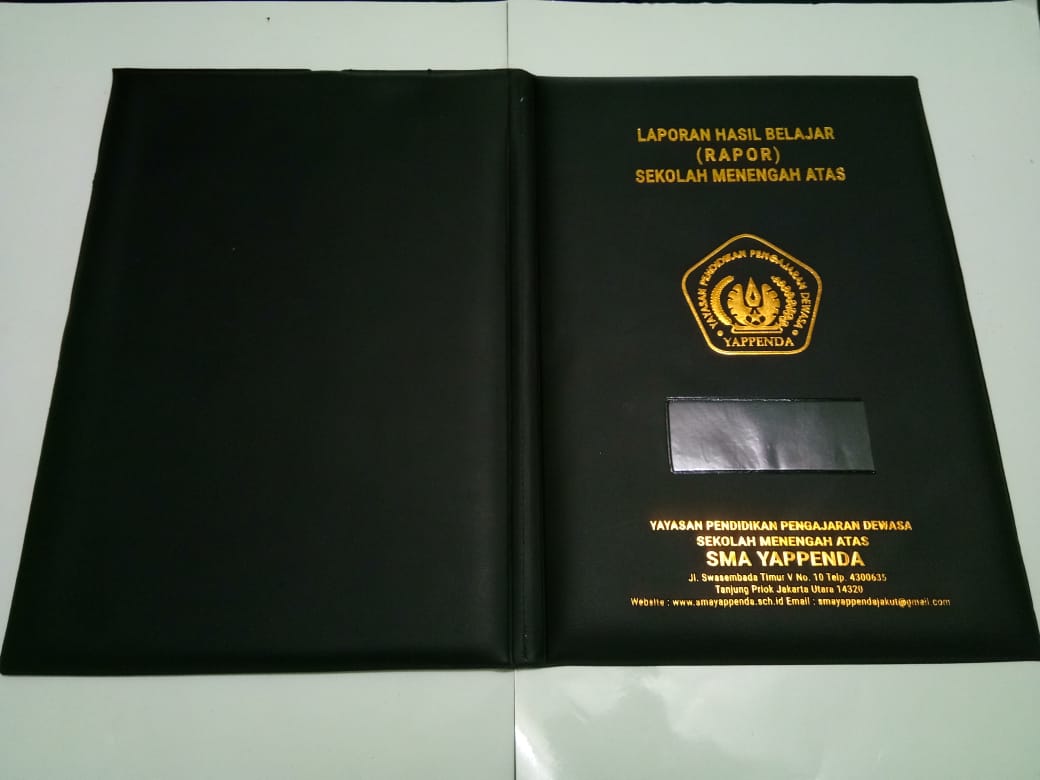 LAPORAN HASIL BELAJAR
(RAPOR)
SEKOLAH MENENGAH ATAS
YAYASAN PENDIDIKAN PENGAJARAN DEWASA
YAPPENDA
YAYASAN PENDIDIKAN PENGAJARAN DEWASA
SEKOLAH MENENGAH ATAS
SMA YAPPENDA
Jl. Swasembada Timur V No. 10 Telp. 4300635
Tanjung Priok Jakarta Utara 14320
Website : www.smayappenda.sch.id Email : smayappendajakut@gmail.com